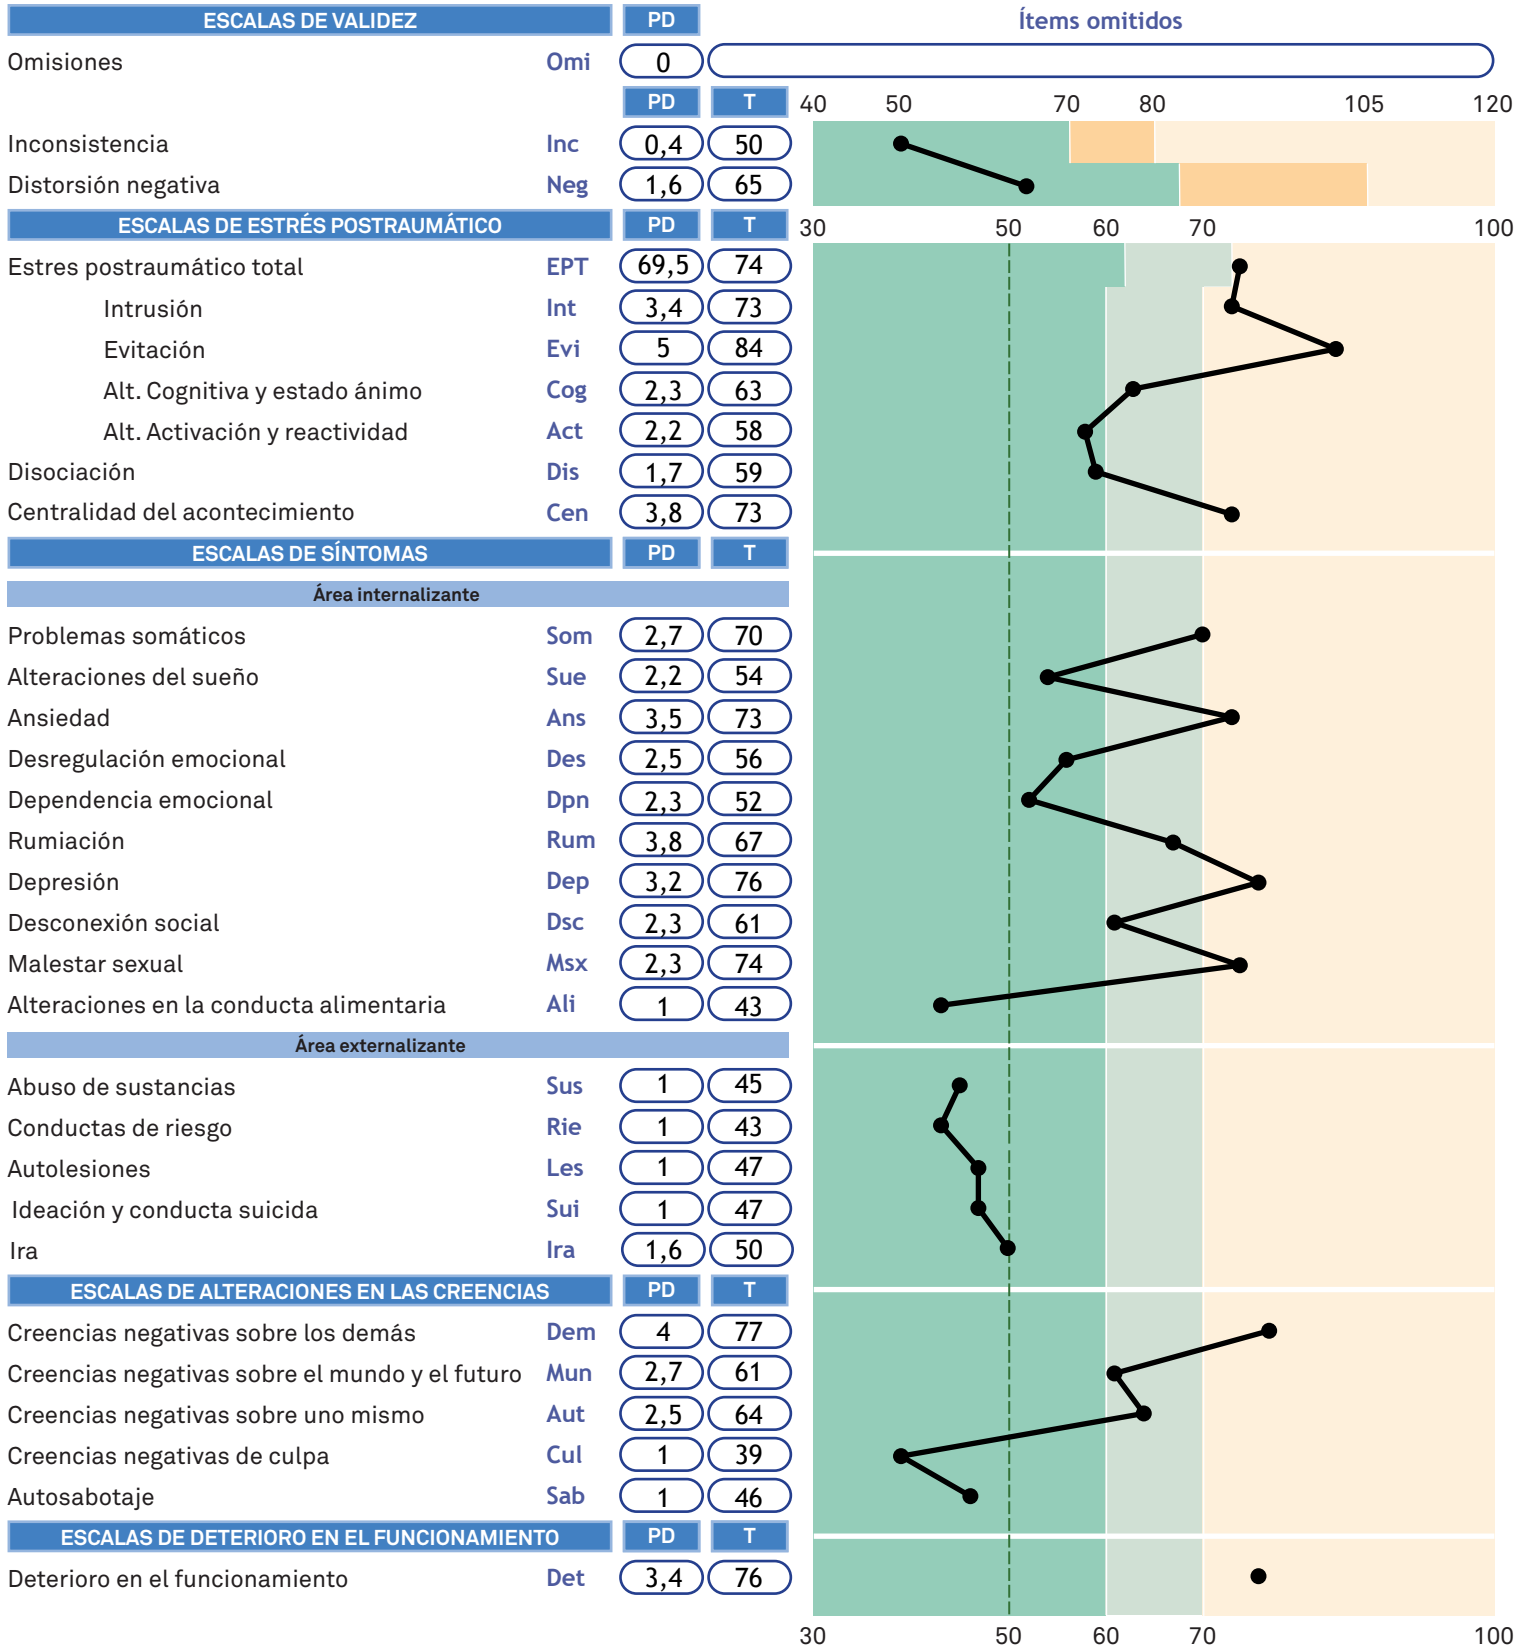 ESCALAS DE VALIDEZ PD Ítems omitidos
Omisiones Omi 0
PD T 40 50 70 80 105 120
Inconsistencia Inc 0,4 50
Distorsión negativa Neg 1,6 65
ESCALAS DE ESTRÉS POSTRAUMÁTICO PD T 30 50 60 70 100
Estres postraumático total EPT 69,5 74
Intrusión Int 3,4 73
Evitación Evi 5 84
Alt. Cognitiva y estado ánimo Cog 2,3 63
Alt. Activación y reactividad Act 2,2 58
Disociación Dis 1,7 59
Centralidad del acontecimiento Cen 3,8 73
ESCALAS DE SÍNTOMAS PD T
Área internalizante
Problemas somáticos Som 2,7 70
Alteraciones del sueño Sue 2,2 54
Ansiedad Ans 3,5 73
Desregulación emocional Des 2,5 56
Dependencia emocional Dpn 2,3 52
Rumiación Rum 3,8 67
Depresión Dep 3,2 76
Desconexión social Dsc 2,3 61
Malestar sexual Msx 2,3 74
Alteraciones en la conducta alimentaria Ali 1 43
Área externalizante
Abuso de sustancias Sus 1 45
Conductas de riesgo Rie 1 43
Autolesiones Les 1 47
Ideación y conducta suicida Sui 1 47
Ira Ira 1,6 50
ESCALAS DE ALTERACIONES EN LAS CREENCIAS PD T
Creencias negativas sobre los demás Dem 4 77
Creencias negativas sobre el mundo y el futuro Mun 2,7 61
Creencias negativas sobre uno mismo Aut 2,5 64
Creencias negativas de culpa Cul 1 39
Autosabotaje Sab 1 46
ESCALAS DE DETERIORO EN EL FUNCIONAMIENTO PD T
Deterioro en el funcionamiento Det 3,4 76
30 50 60 70 100